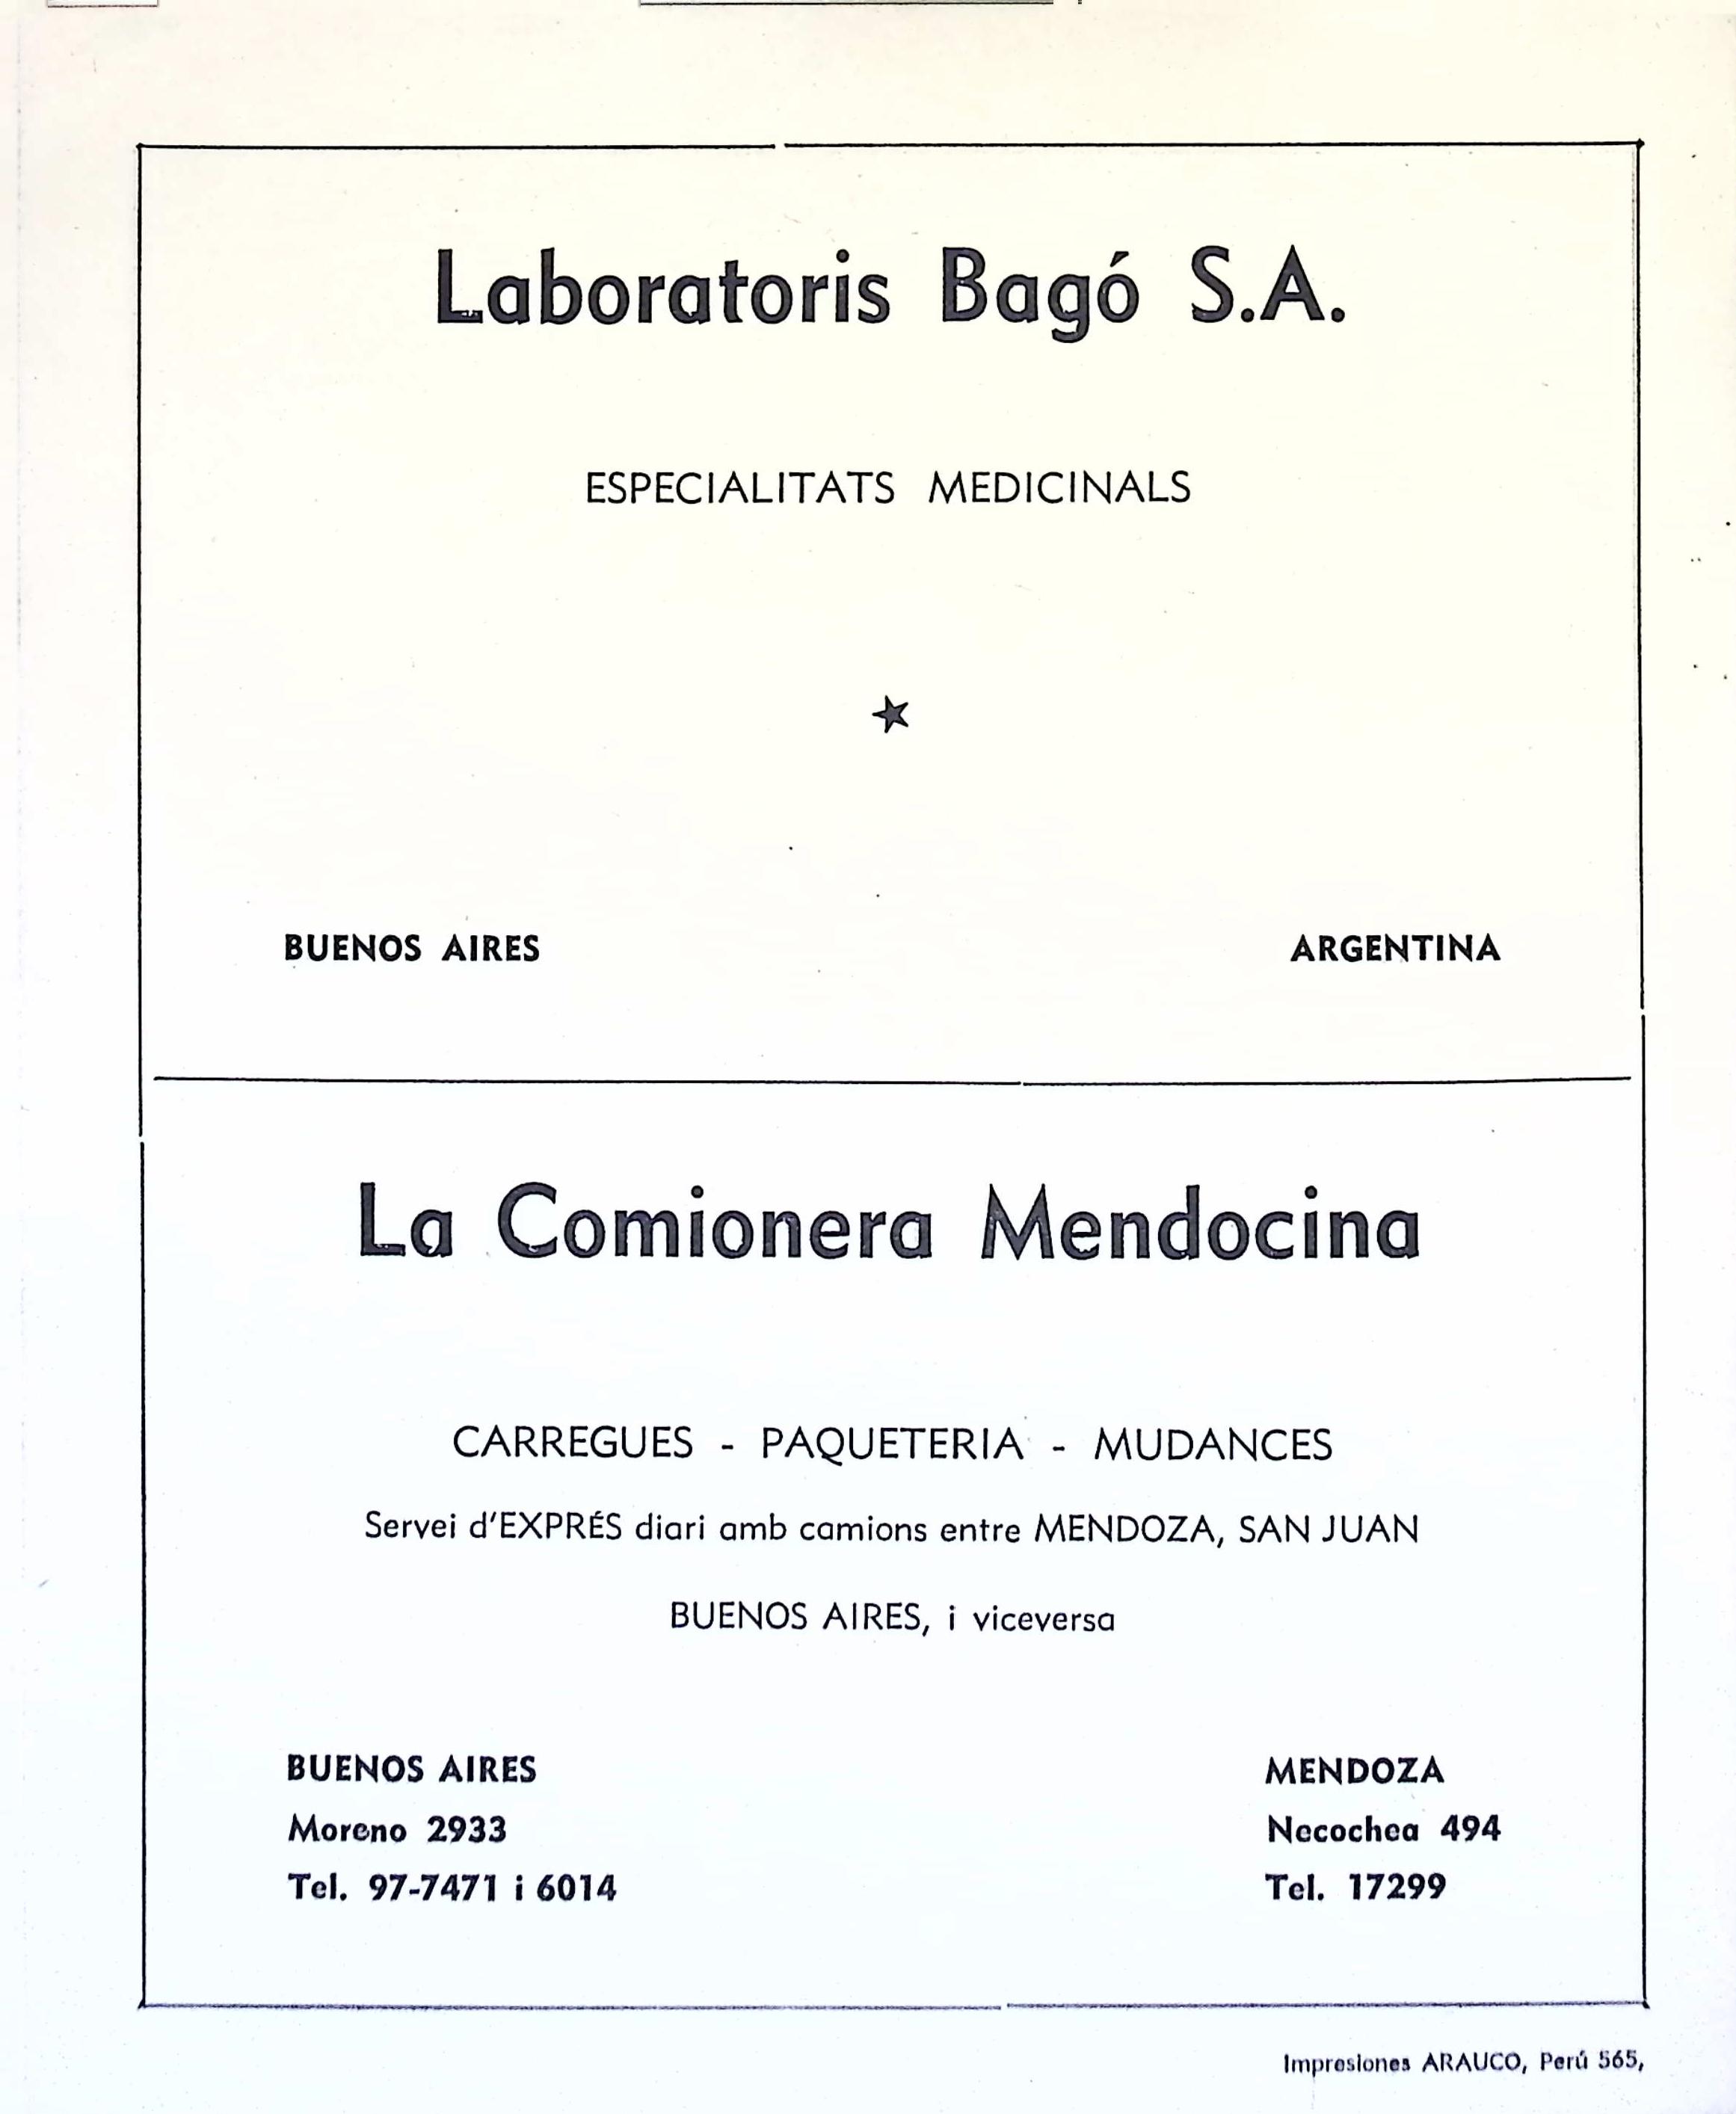 Laboratoris Bagó S.A.
ESPECIALITATS MEDICINALS
BUENOS AIRES ARGENTINA
La Comionera Mendocina
CARREGUES - PAQUETERIA - MUDANCES
Servei d'EXPRÉS diari amb camions entre MENDOZA, SAN JUAN
BUENOS AIRES, i viceversa
BUENOS AIRES
Moreno 2933
Tel. 97-7471 i 6014
MENDOZA
Necochea 494
Tel. 17299
Impresiones ARAUCO, Perú 565,